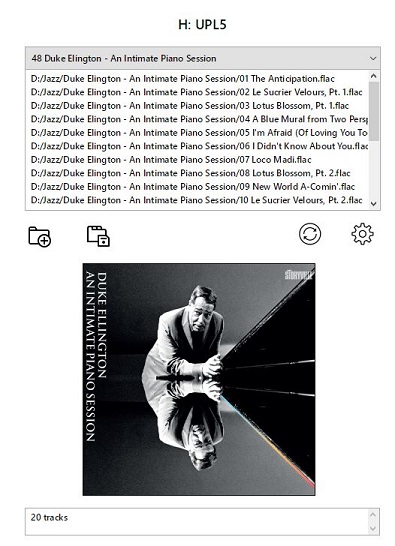 H: UPL5
48 Duke Elington - An Intimate Piano Session
D:/Jazz/Duke Elington - An Intimate Piano Session/01 The Anticipation.flac
D:/Jazz/Duke Elington - An Intimate Piano Session/02 Le Sucrier Velours, Pt. 1.flac
D:/Jazz/Duke Elington - An Intimate Piano Session/03 Lotus Blossom, Pt. 1.flac
D:/Jazz/Duke Elington - An Intimate Piano Session/04 A Blue Mural from Two Persp
D:/Jazz/Duke Elington - An Intimate Piano Session/05 I'm Afraid (Of Loving You To
D:/Jazz/Duke Elington - An Intimate Piano Session/06 I Didn't Know About You.flac
D:/Jazz/Duke Elington - An Intimate Piano Session/07 Loco Madi.flac
D:/Jazz/Duke Elington - An Intimate Piano Session/08 Lotus Blossom, Pt. 2.flac
D:/Jazz/Duke Elington - An Intimate Piano Session/09 New World A-Comin'.flac
D:/Jazz/Duke Elington - An Intimate Piano Session/10 Le Sucrier Velours, Pt. 2.flac
STORYVILLE
DUKE ELLINGTON
AN INTIMATE PIANO SESSION
20 tracks